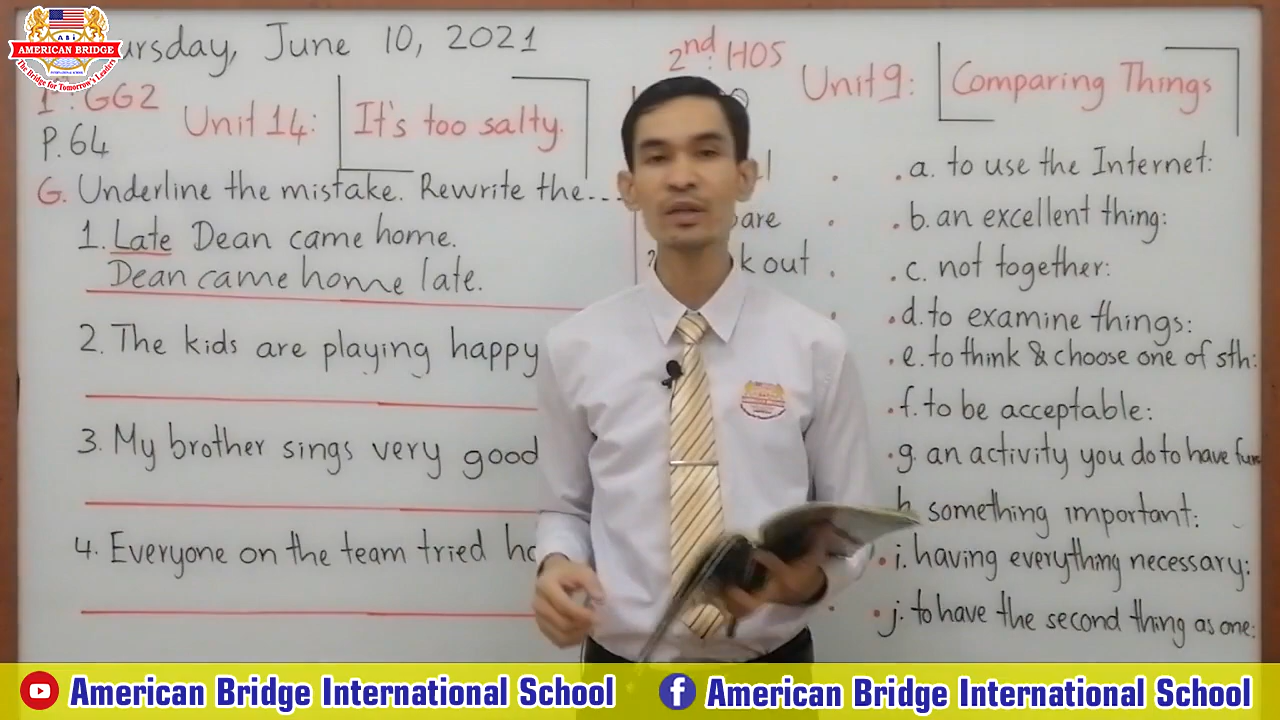 AMERICAN BRIDGE
The Bridge for Tomorrow's Leaders
ursday, June 10, 2021
: GG2
P. 64
Unit 14:
It's too salty.
G. Underline the mistake. Rewrite the...
1. Late Dean came home.
Dean came home late.
2. The kids are playing happy
3. My brother sings very good
4. Everyone on the team tried
2nd: H05
Unit 9:
Comparing Things
out
a. to use the Internet:
b. an excellent thing:
c. not together:
d. to examine things:
e. to think & choose one of sth:
f. to be acceptable:
g. an activity you do to have fun
h. something important:
i. having everything necessary:
j. to have the second thing as one:
American Bridge International School
American Bridge International School